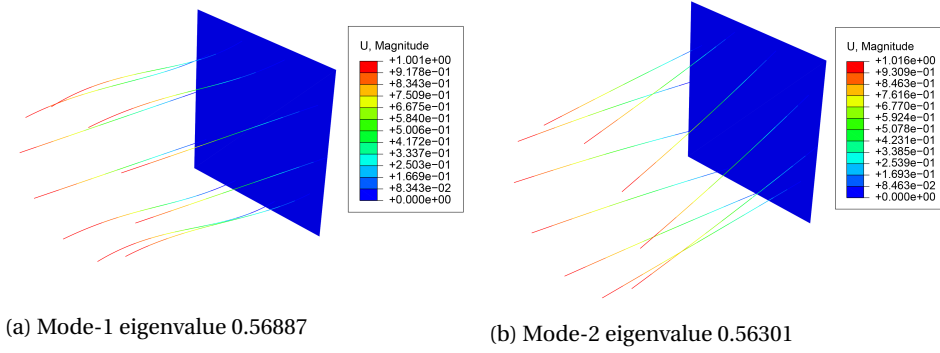 U, Magnitude
+1.001e+00
+9.178e−01
+8.343e−01
+7.509e−01
+6.675e−01
+5.840e−01
+5.006e−01
+4.172e−01
+3.337e−01
+2.503e−01
+1.669e−01
+8.343e−02
+0.000e+00
(a) Mode-1 eigenvalue 0.56887
U, Magnitude
+1.016e+00
+9.309e−01
+8.463e−01
+7.616e−01
+6.770e−01
+5.924e−01
+5.078e−01
+4.231e−01
+3.385e−01
+2.539e−01
+1.693e−01
+8.463e−02
+0.000e+00
(b) Mode-2 eigenvalue 0.56301